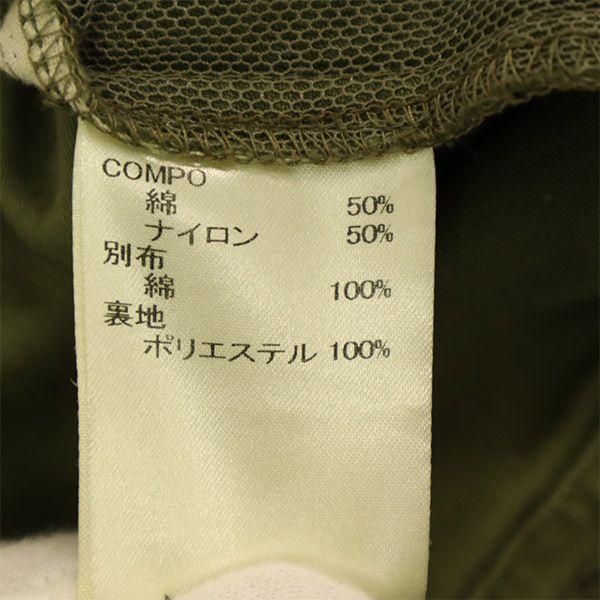 COMPO
綿 50%
ナイロン 50%
別布
綿 100%
裏地
ポリエステル 100%